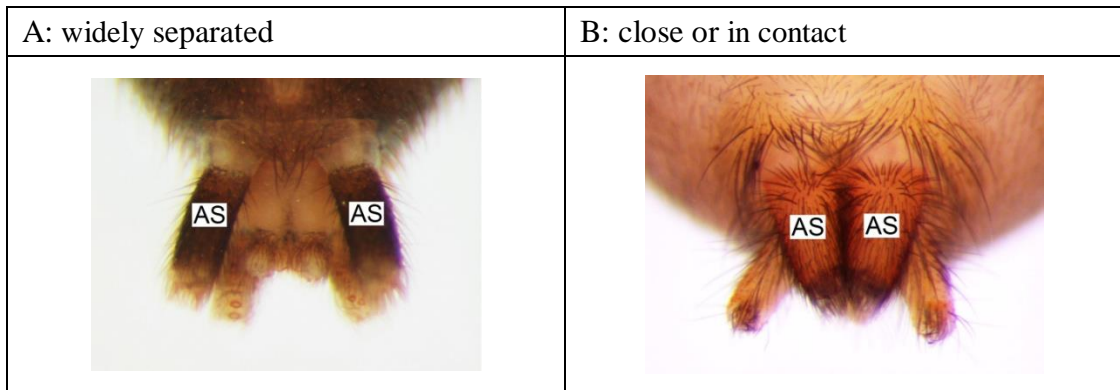 A: widely separated
B: close or in contact
AS
AS
AS
AS